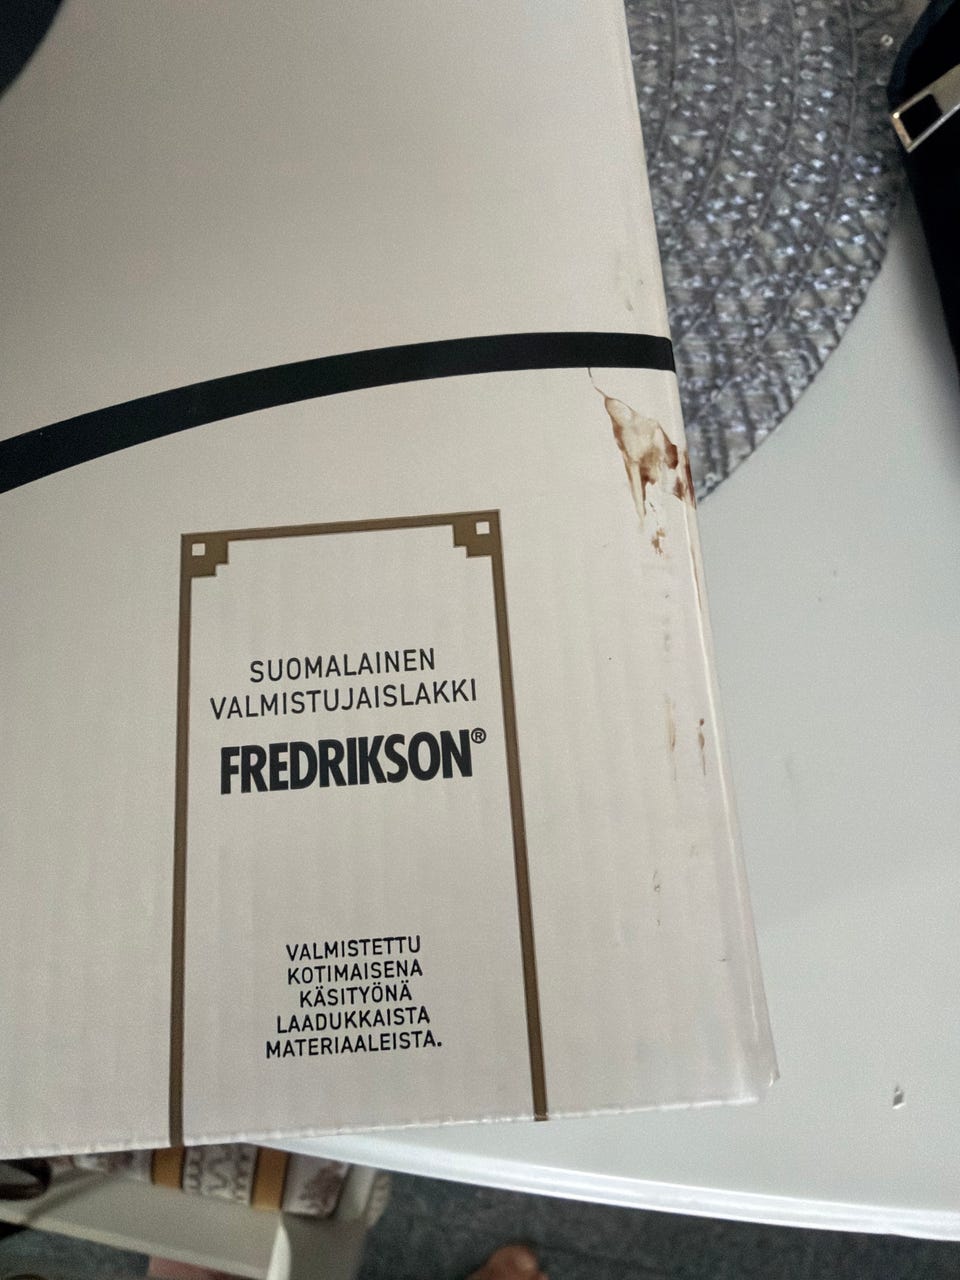 SUOMALAINEN
VALMISTUJAISLAKKI
FREDRIKSON®
VALMISTETTU
KOTIMAISENA
KÄSITYÖNÄ
LAADUKKAISTA
MATERIAALEISTA.